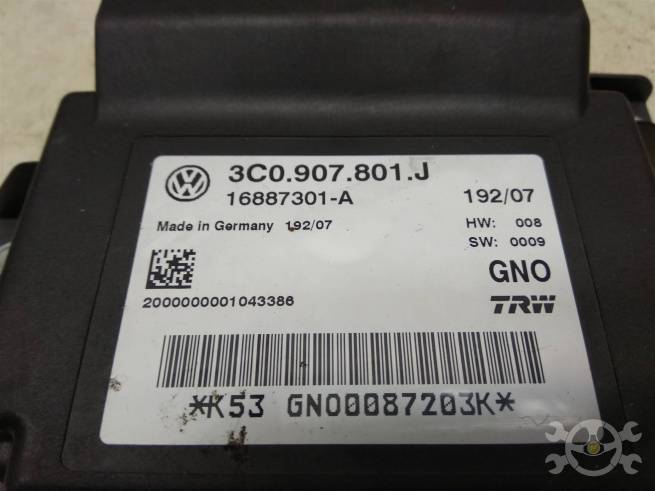 3C0.907.801.J
16887301-A 192/07
Made in Germany 192/07 HW: 008
SW: 0009
GNO
2000000001043386 TRW
*K53 GNO0087203K*